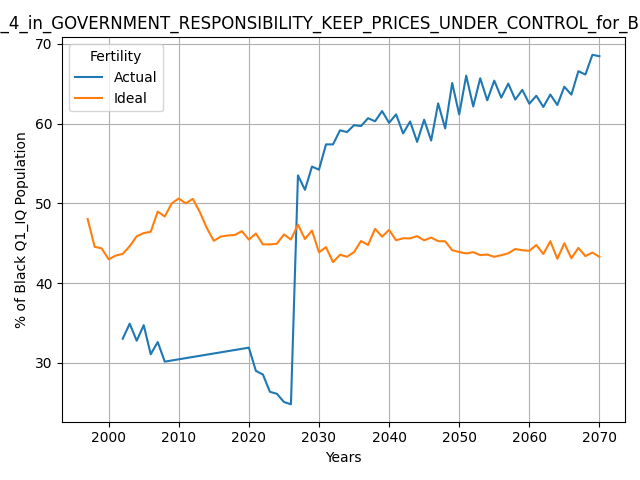 _4_in_GOVERNMENT_RESPONSIBILITY_KEEP_PRICES_UNDER_CONTROL_for_B
Fertility
Actual
Ideal
% of Black Q1_IQ Population
70
60
50
40
30
2000 2010 2020 2030 2040 2050 2060 2070
Years